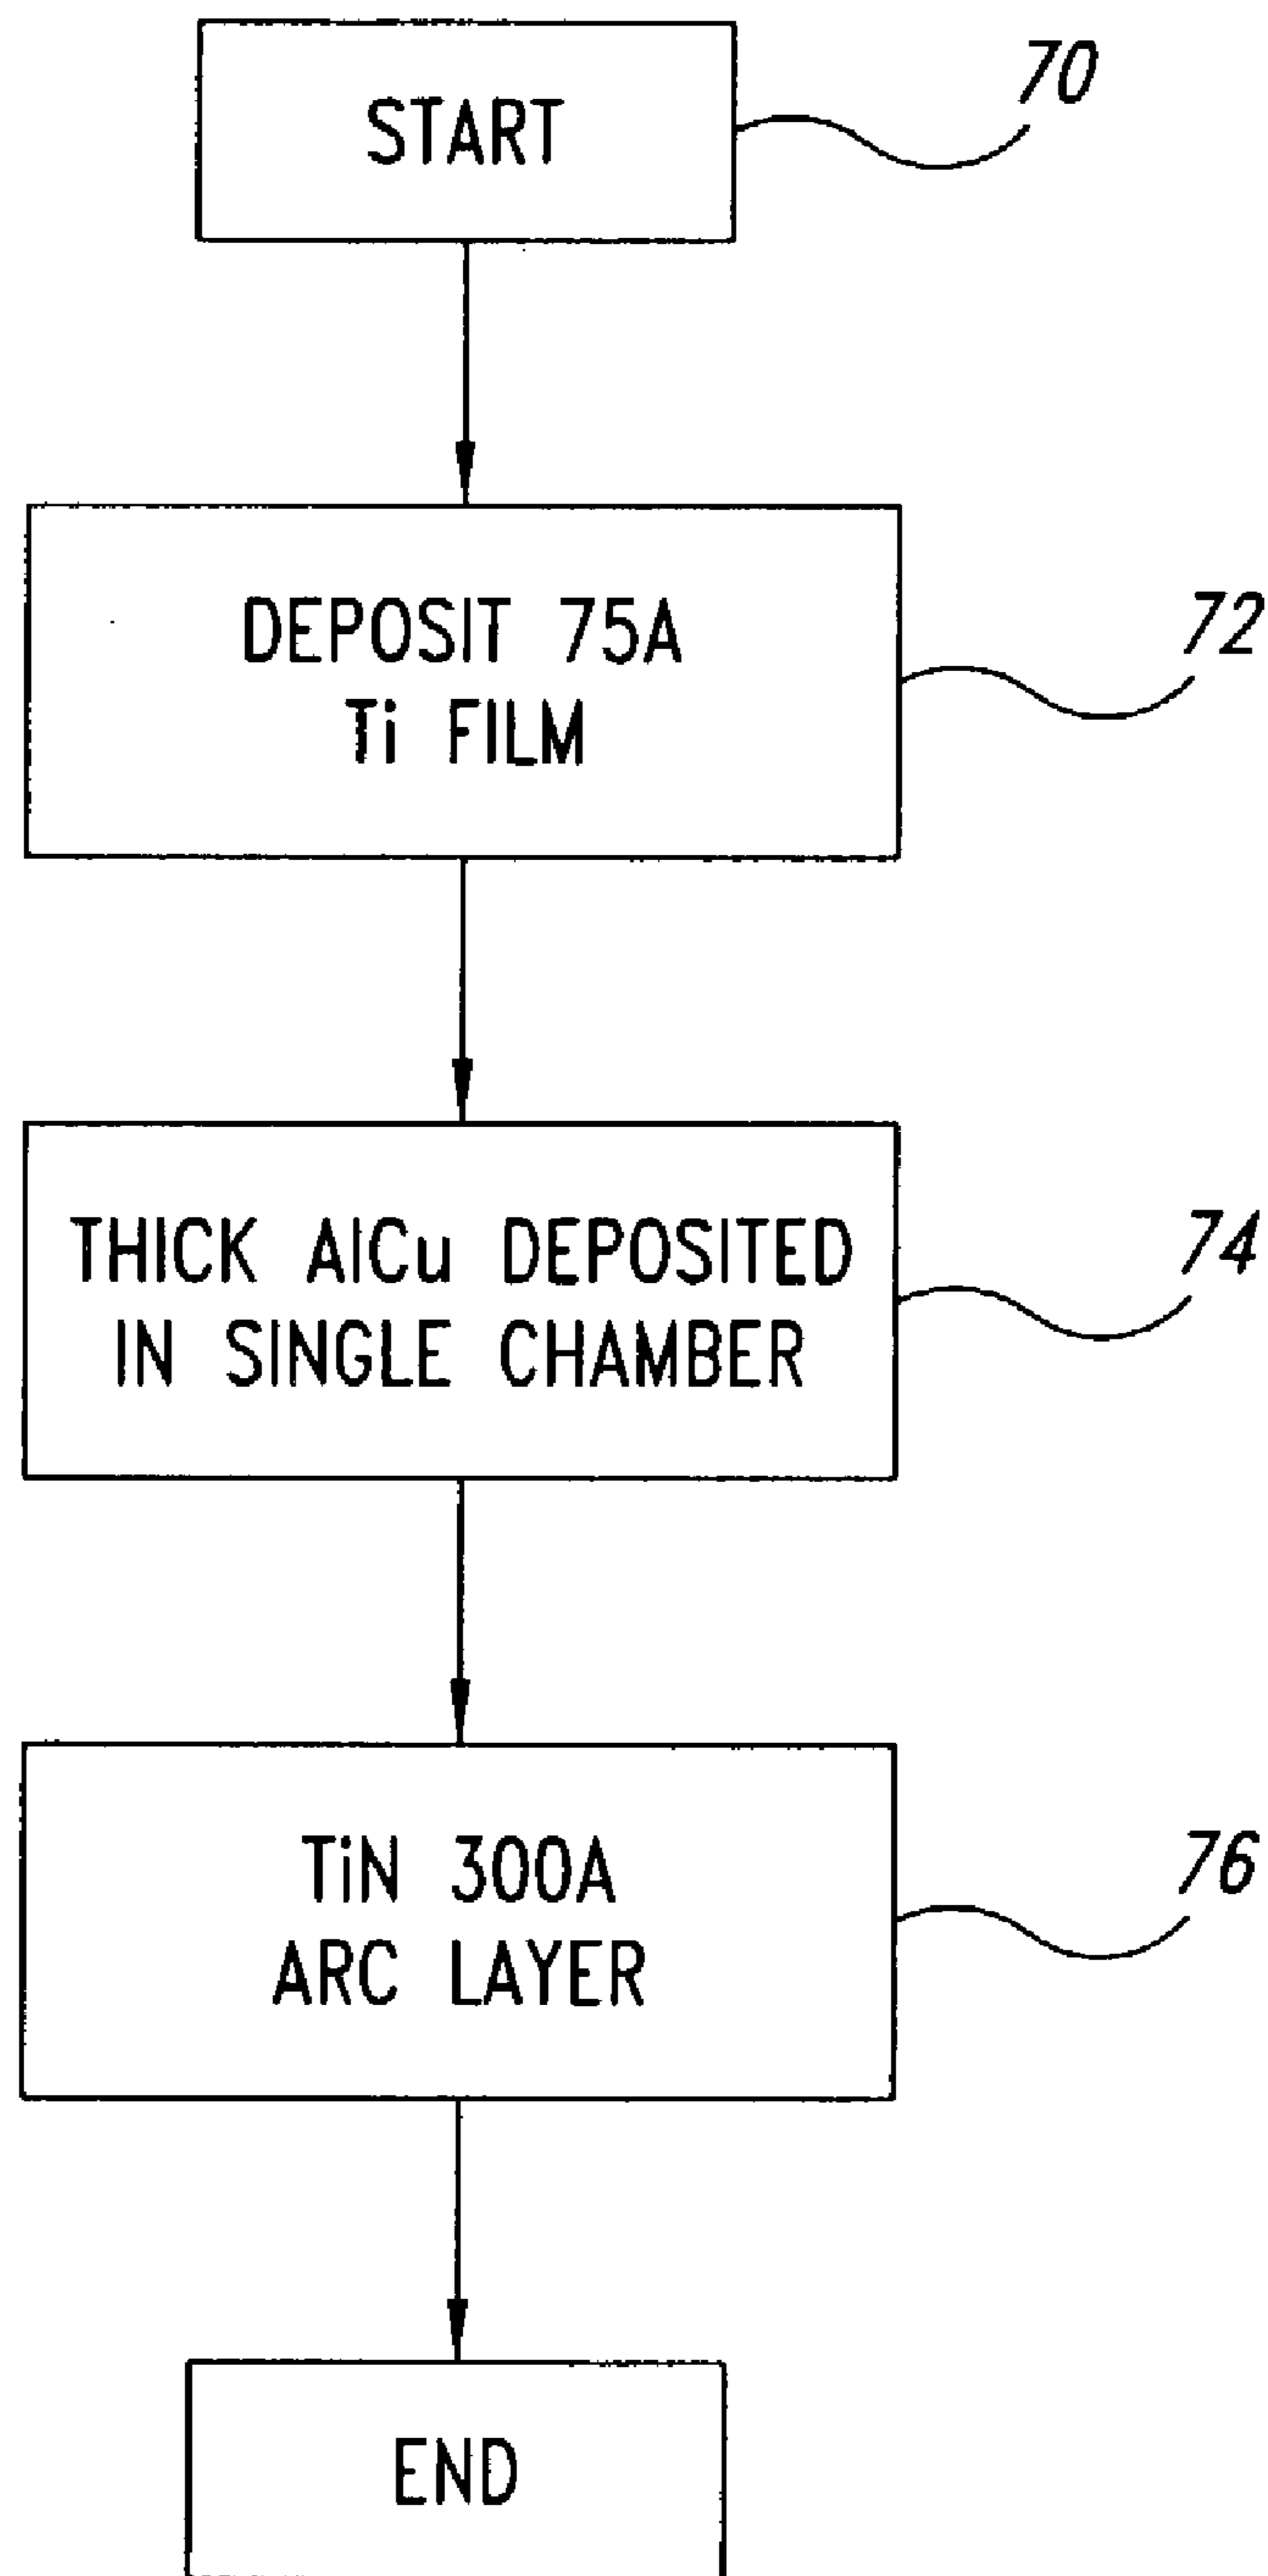 START
70
DEPOSIT 75A
Ti FILM
72
THICK AlCu DEPOSITED
IN SINGLE CHAMBER
74
TiN 300A
ARC LAYER
76
END